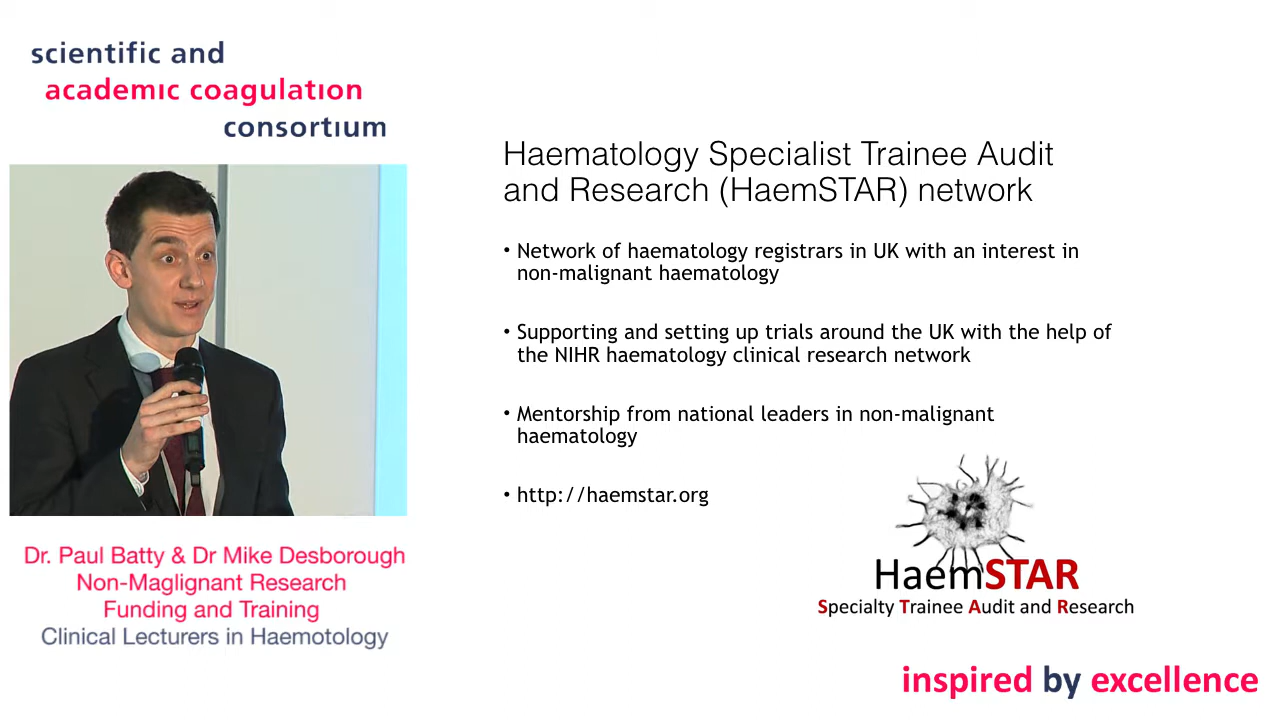 scientific and
academic coagulation
consortium
Haematology Specialist Trainee Audit
and Research (HaemSTAR) network
• Network of haematology registrars in UK with an interest in
non-malignant haematology
• Supporting and setting up trials around the UK with the help of
the NIHR haematology clinical research network
• Mentorship from national leaders in non-malignant
haematology
• http://haemstar.org
HaemSTAR
Specialty Trainee Audit and Research
Dr. Paul Batty & Dr Mike Desborough
Non-Maglignant Research
Funding and Training
Clinical Lecturers in Haemotology
inspired by excellence